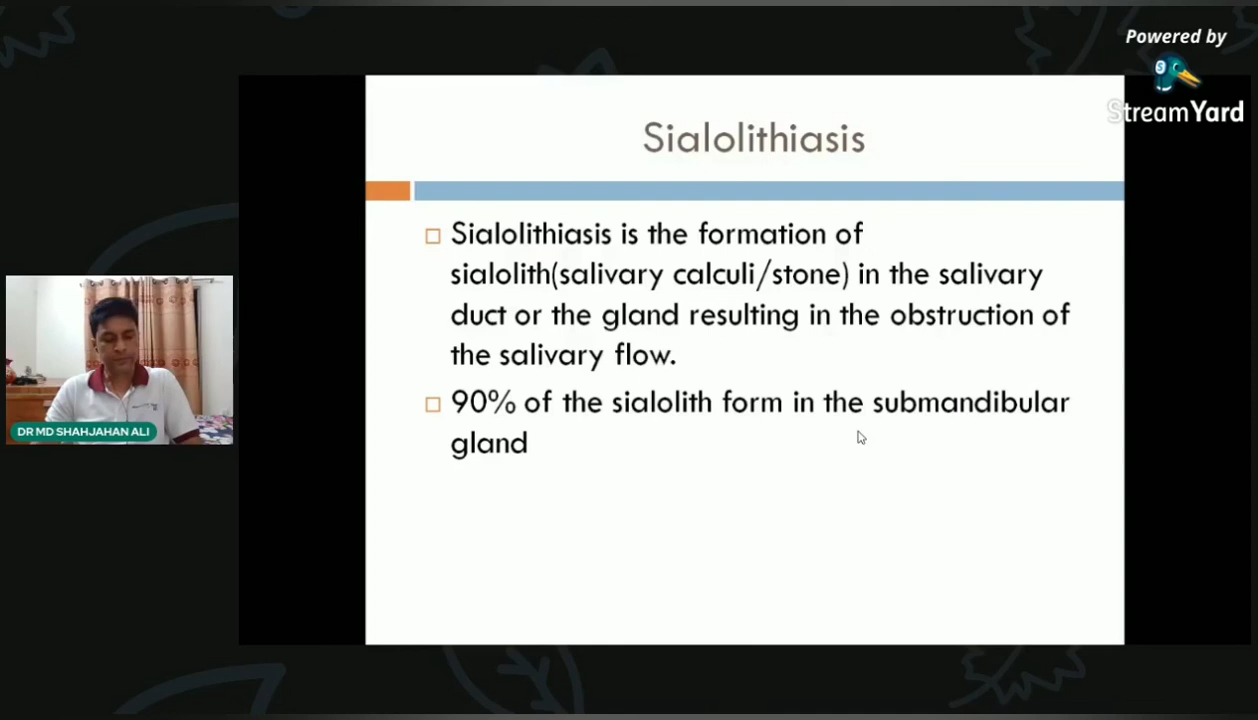 Powered by
StreamYard
Sialolithiasis
Sialolithiasis is the formation of
sialolith(salivary calculi/stone) in the salivary
duct or the gland resulting in the obstruction of
the salivary flow.
90% of the sialolith form in the submandibular
gland
DR MD SHAHJAHAN ALI